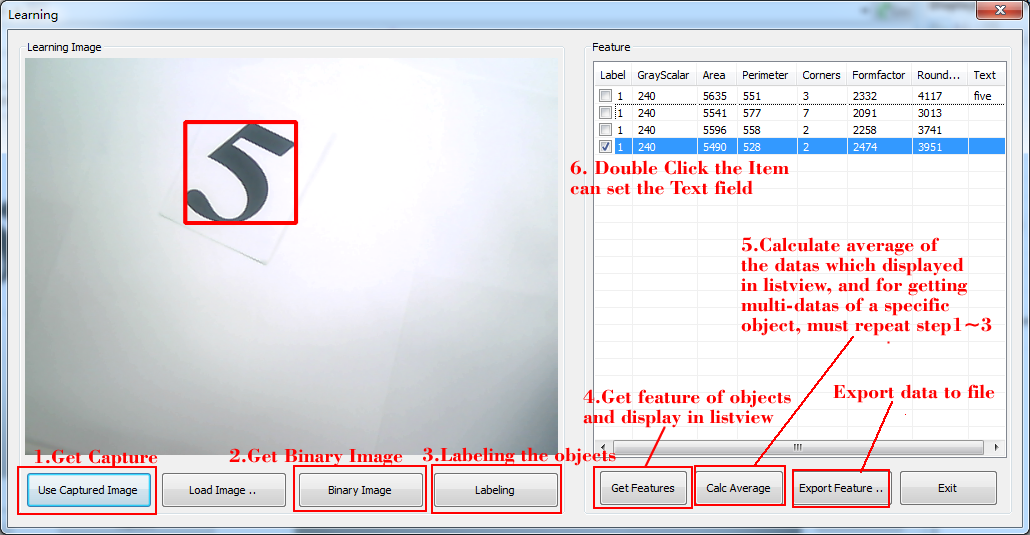 Learning
Learning Image
5
1.Get Capture
2.Get Binary Image
3.Labeling the objects
Use Captured Image
Load Image ..
Binary Image
Labeling
Feature
Label GrayScalar Area Perimeter Corners Formfactor Round... Text
1 240 5635 551 3 2332 4117 five
1 240 5541 577 7 2091 3013
1 240 5596 558 2 2258 3741
1 240 5490 528 2 2474 3951
6. Double Click the Item
can set the Text field
5.Calculate average of
the datas which displayed
in listview, and for getting
multi-datas of a specific
object, must repeat step1~3
4.Get feature of objects
and display in listview
Export data to file
Get Features
Calc Average
Export Feature ..
Exit